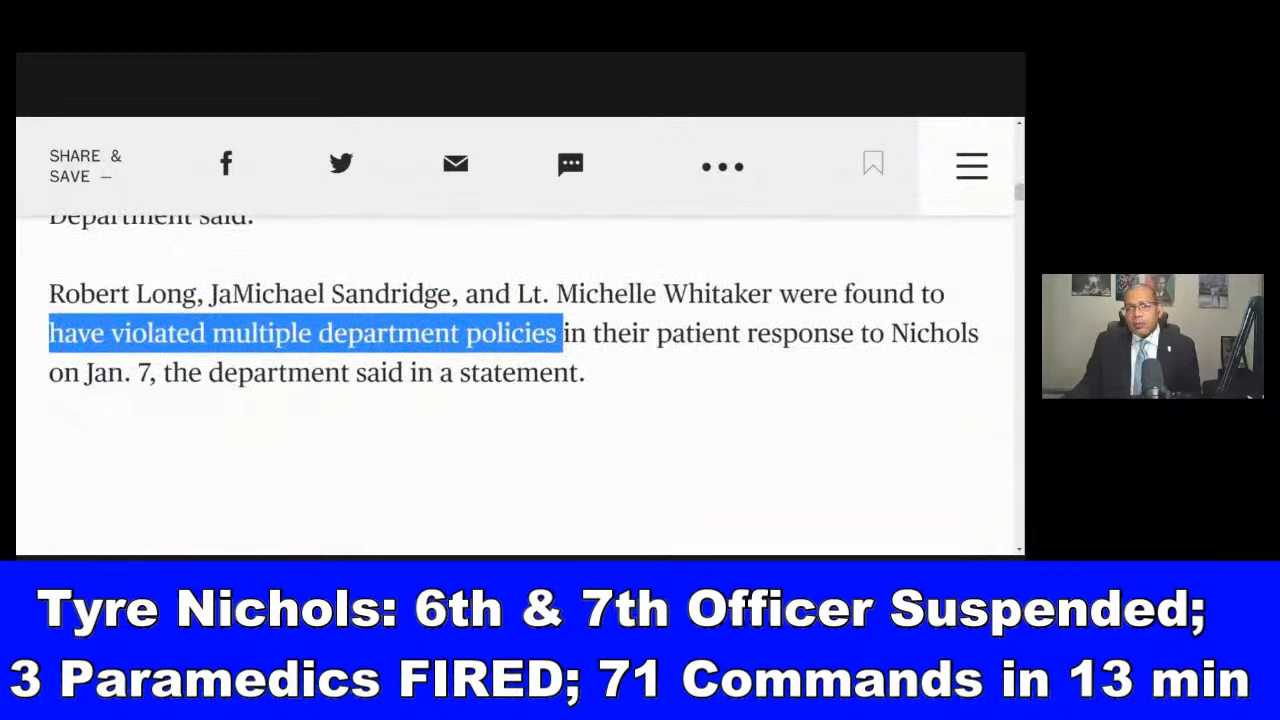 SHARE &
SAVE —
Department said.
Robert Long, JaMichael Sandridge, and Lt. Michelle Whitaker were found to
have violated multiple department policies in their patient response to Nichols
on Jan. 7, the department said in a statement.
Tyre Nichols: 6th & 7th Officer Suspended;
3 Paramedics FIRED; 71 Commands in 13 min